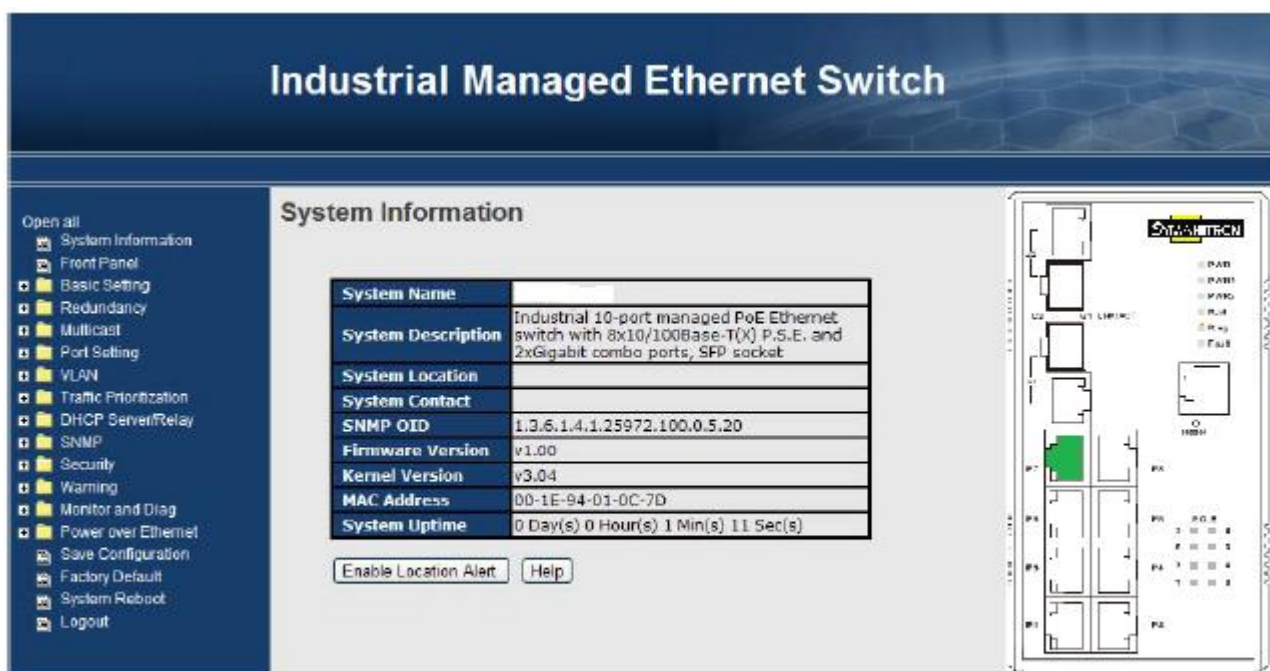 Industrial Managed Ethernet Switch
Open all
System Information
Front Panel
Basic Setting
Redundancy
Multicast
Port Setting
VLAN
Traffic Prioritization
DHCP Server/Relay
SNMP
Security
Warning
Monitor and Diag
Power over Ethernet
Save Configuration
Factory Default
System Reboot
Logout
System Information
System Name
System Description
Industrial 10-port managed PoE Ethernet
switch with 8x10/100Base-T(X) P.S.E. and
2xGigabit combo ports, SFP socket
System Location
System Contact
SNMP OID
1.3.6.1.4.1.25972.100.0.5.20
Firmware Version
v1.00
Kernel Version
v3.04
MAC Address
00-1E-94-01-0C-7D
System Uptime
0 Day(s) 0 Hour(s) 1 Min(s) 11 Sec(s)
Enable Location Alert
Help
Fault
P7
P8